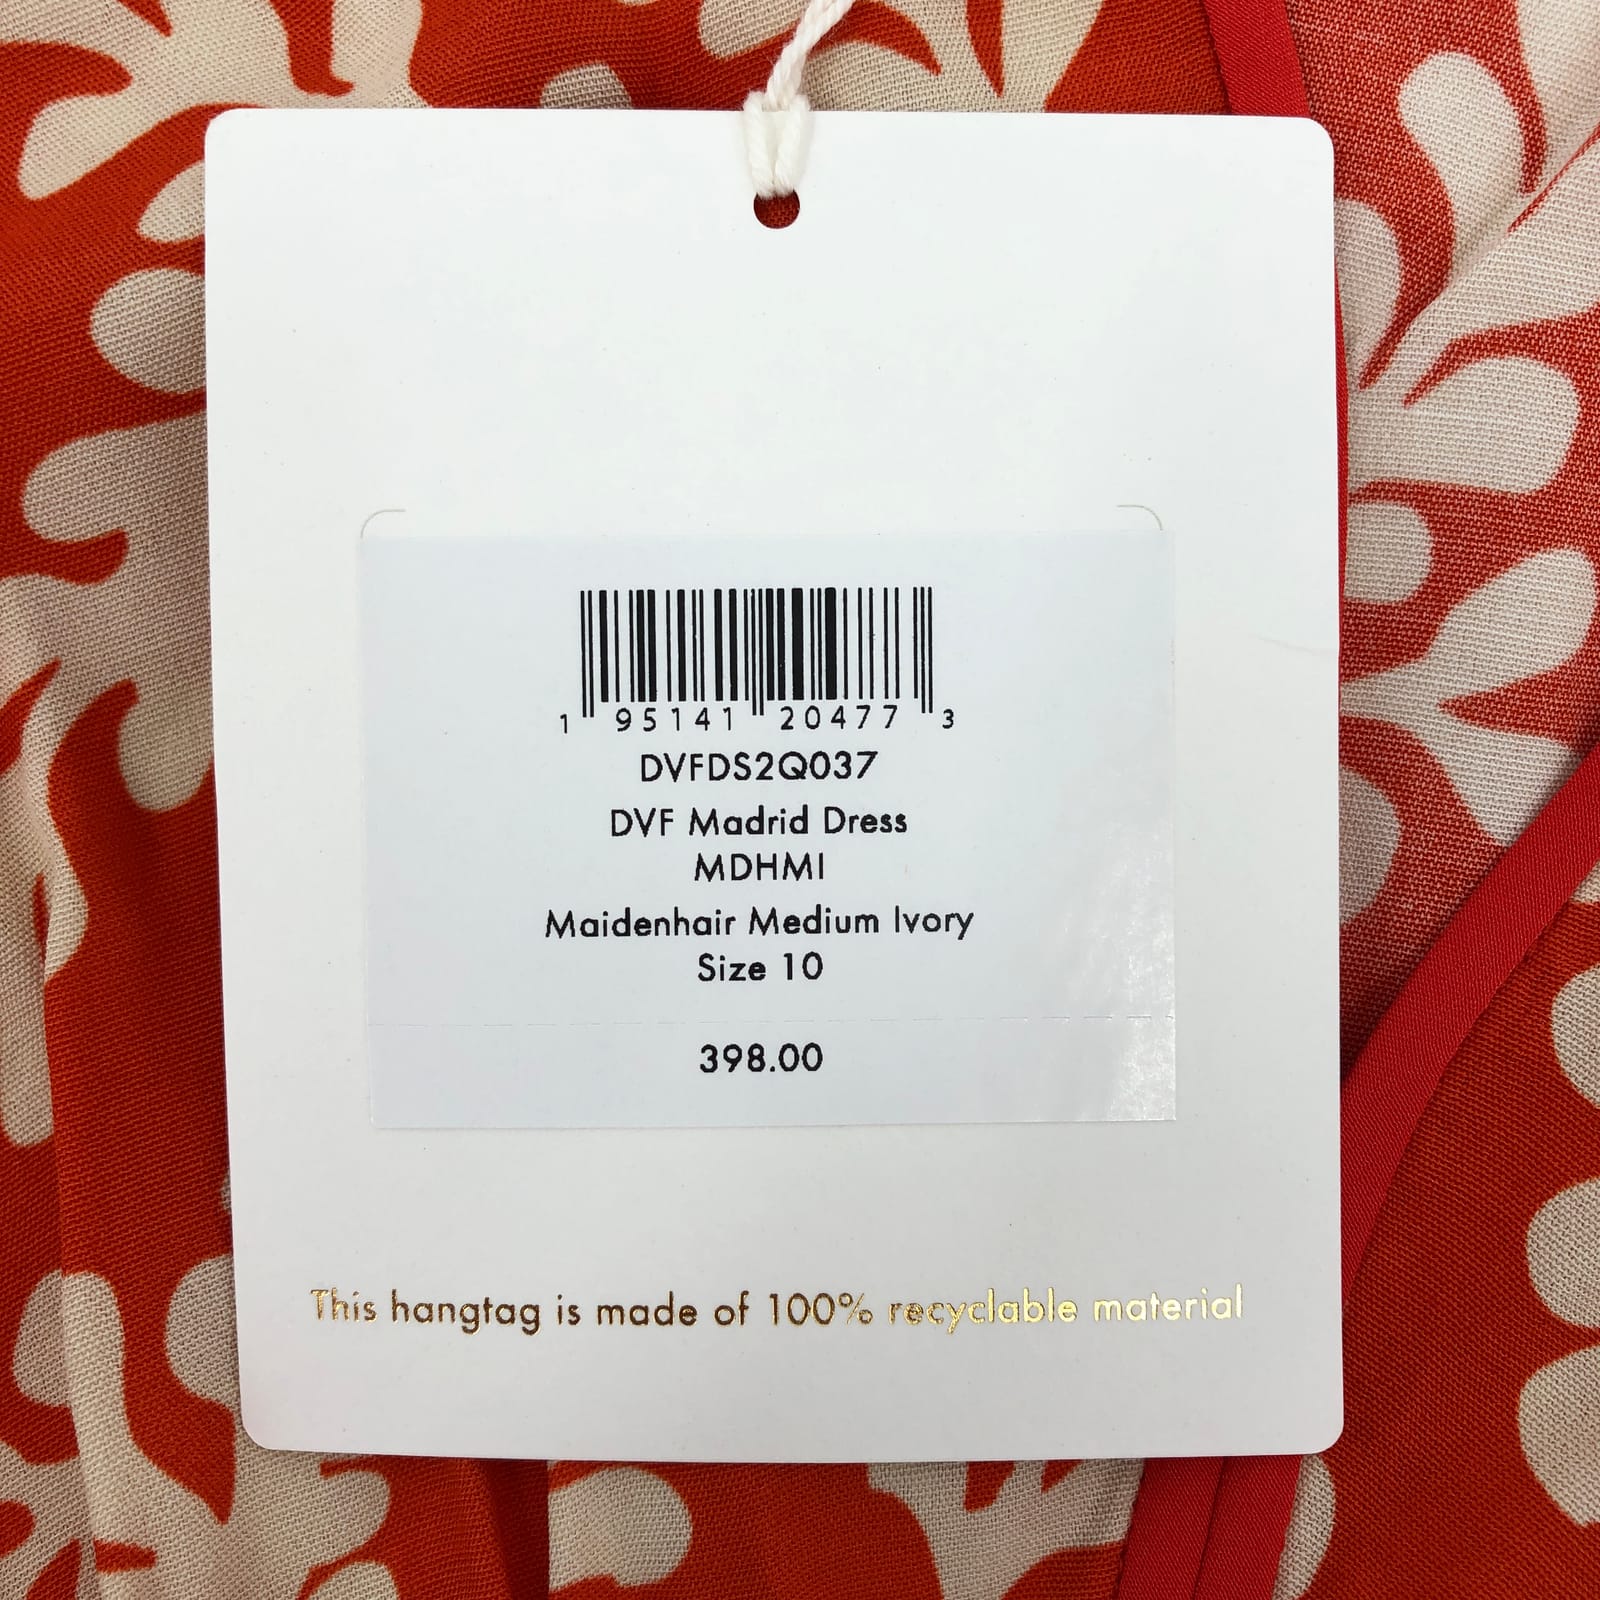 1 95141 20477 3
DVFDS2Q037
DVF Madrid Dress
MDHMI
Maidenhair Medium Ivory
Size 10
398.00
This hangtag is made of 100% recyclable material